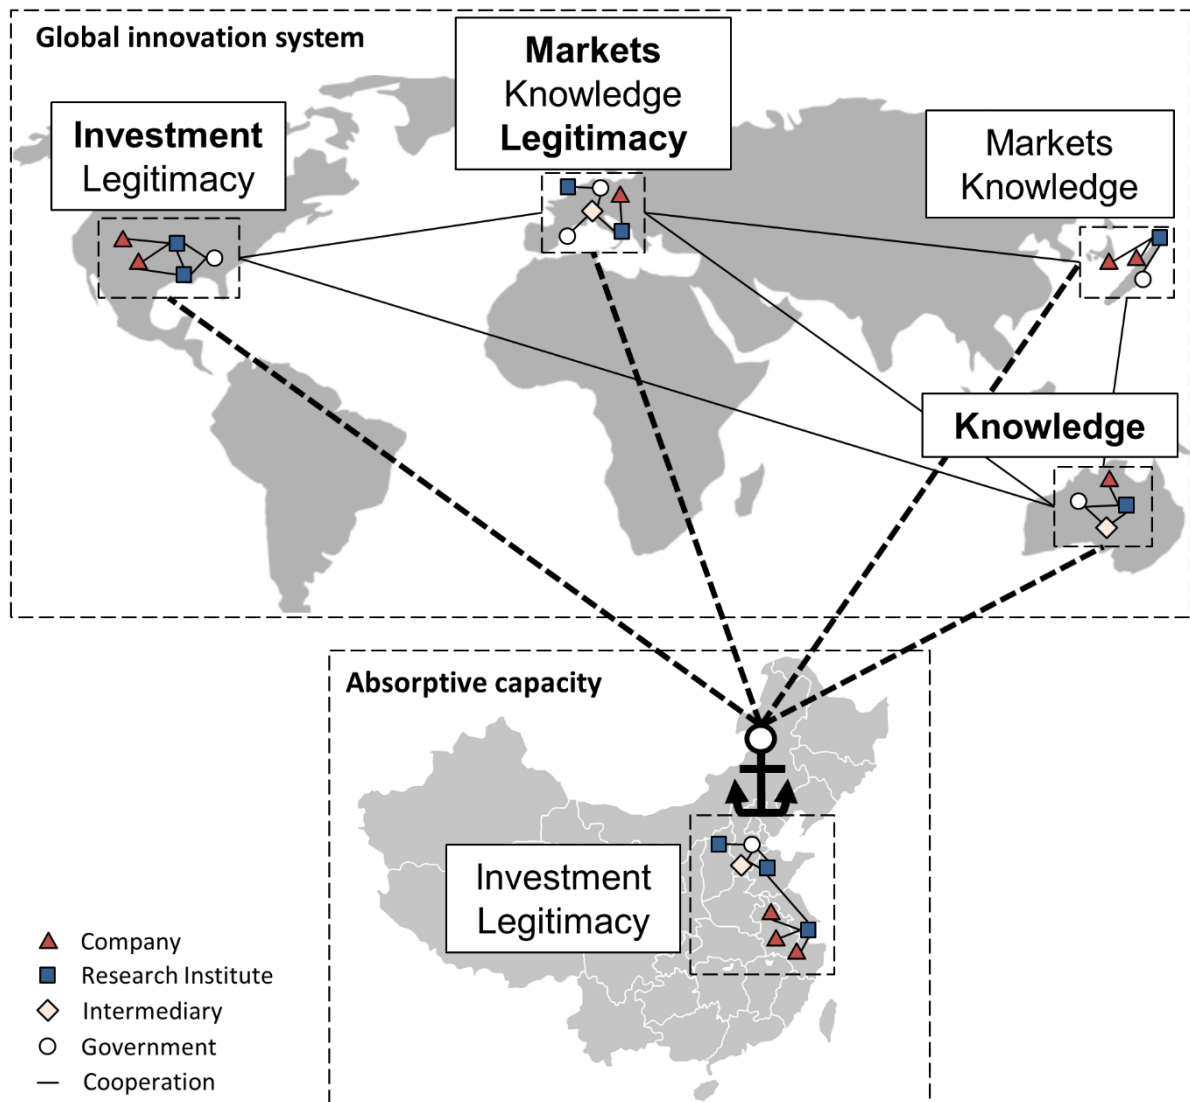 Global innovation system
Investment
Legitimacy
Markets
Knowledge
Legitimacy
Markets
Knowledge
Knowledge
Absorptive capacity
Investment
Legitimacy
Company
Research Institute
Intermediary
Government
Cooperation